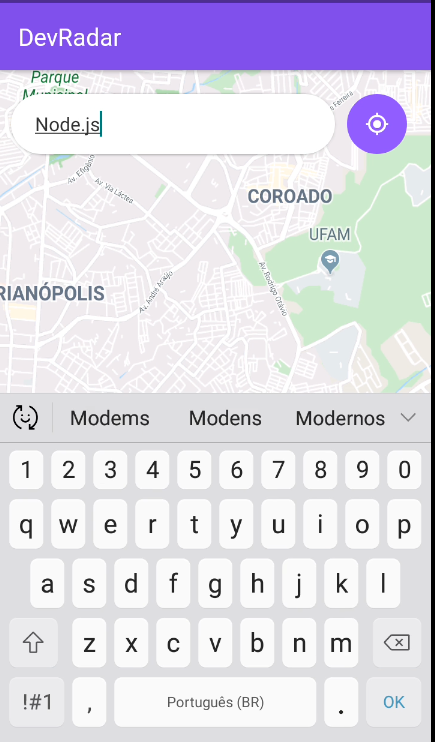 DevRadar
Parque
Municipal
Ferreira
Node.js
Av. Efigênio
Av. Via Láctea
COROADO
UFAM
RIANÓPOLIS
Av. André Araújo
Av. Rodrigo Otávio
Modems Modens Modernos
1 2 3 4 5 6 7 8 9 0
q w e r t y u i o p
a s d f g h j k l
z x c v b n m
!#1 , Português (BR) . OK